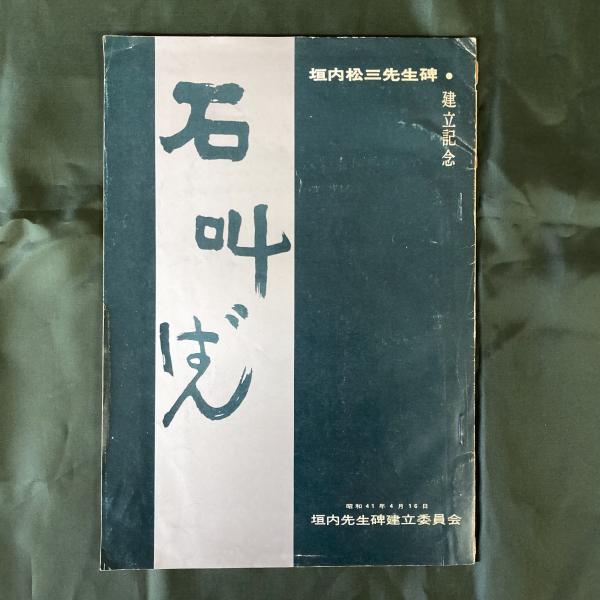 垣内松三先生碑・
建立記念
石叫ばん
昭和41年4月16日
垣内先生碑建立委員会